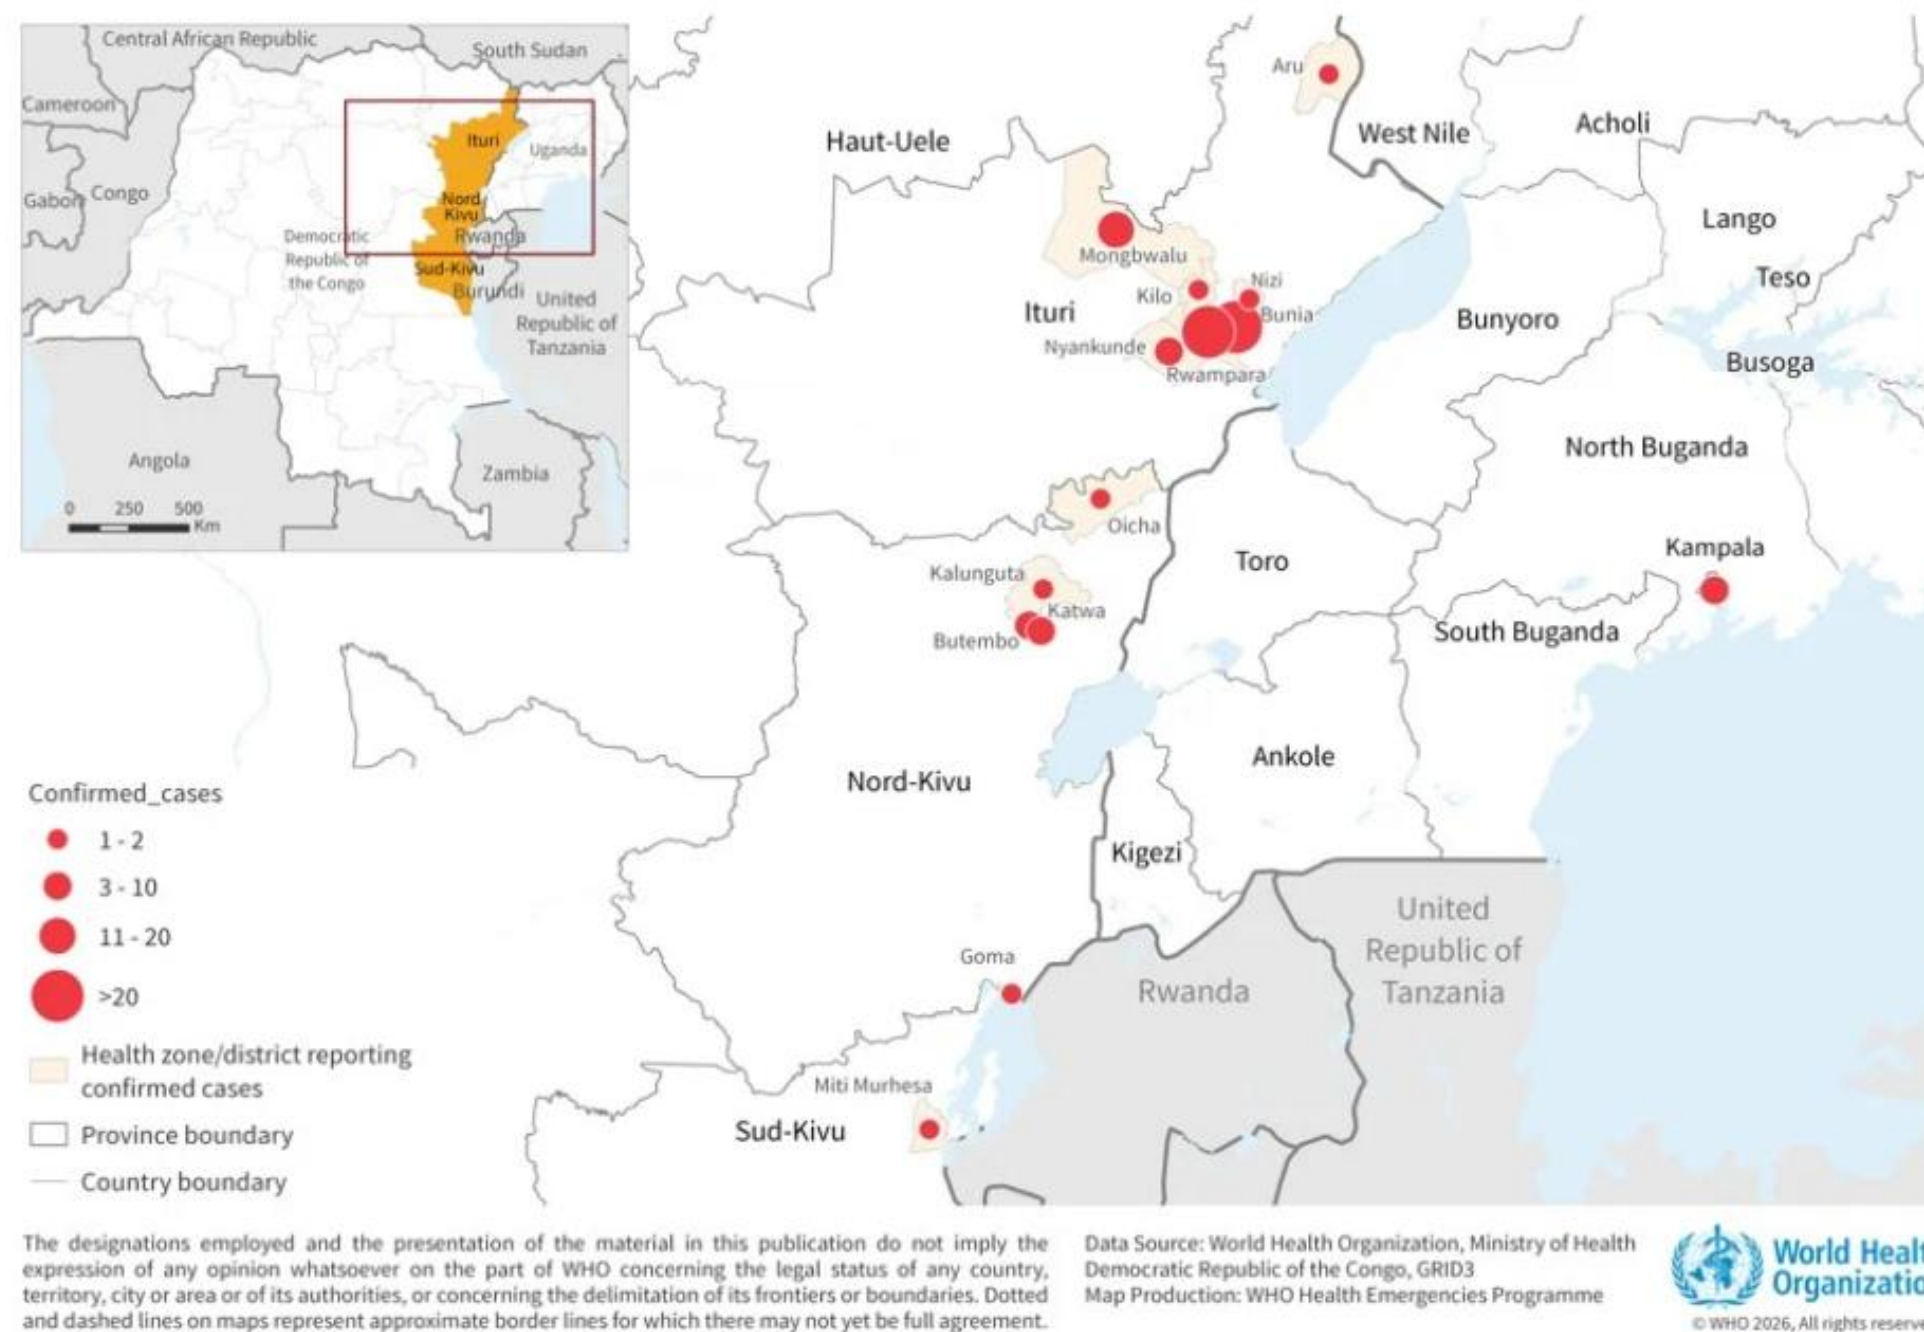 Central African Republic
South Sudan
Cameroon
Ituri
Uganda
Gabon
Congo
Nord
Kivu
Rwanda
Democratic
Republic of
the Congo
Sud-Kivu
Burundi
United
Republic of
Tanzania
Angola
Zambia
0 250 500
Km
Aru
West Nile
Acholi
Haut-Uele
Lango
Mongbwalu
Teso
Kilo
Nizi
Ituri
Bunia
Bunyoro
Nyankunde
Rwampara
Busoga
North Buganda
Oicha
Toro
Kampala
Kalunguta
Katwa
Butembo
South Buganda
Ankole
Nord-Kivu
Kigezi
United
Republic of
Tanzania
Goma
Rwanda
Miti Murhesa
Sud-Kivu
Confirmed_cases
1 - 2
3 - 10
11 - 20
>20
Health zone/district reporting
confirmed cases
Province boundary
Country boundary
The designations employed and the presentation of the material in this publication do not imply the
expression of any opinion whatsoever on the part of WHO concerning the legal status of any country,
territory, city or area or of its authorities, or concerning the delimitation of its frontiers or boundaries. Dotted
and dashed lines on maps represent approximate border lines for which there may not yet be full agreement.
Data Source: World Health Organization, Ministry of Health
Democratic Republic of the Congo, GRID3
Map Production: WHO Health Emergencies Programme
World Healt
Organizatio
© WHO 2026, All rights reserve